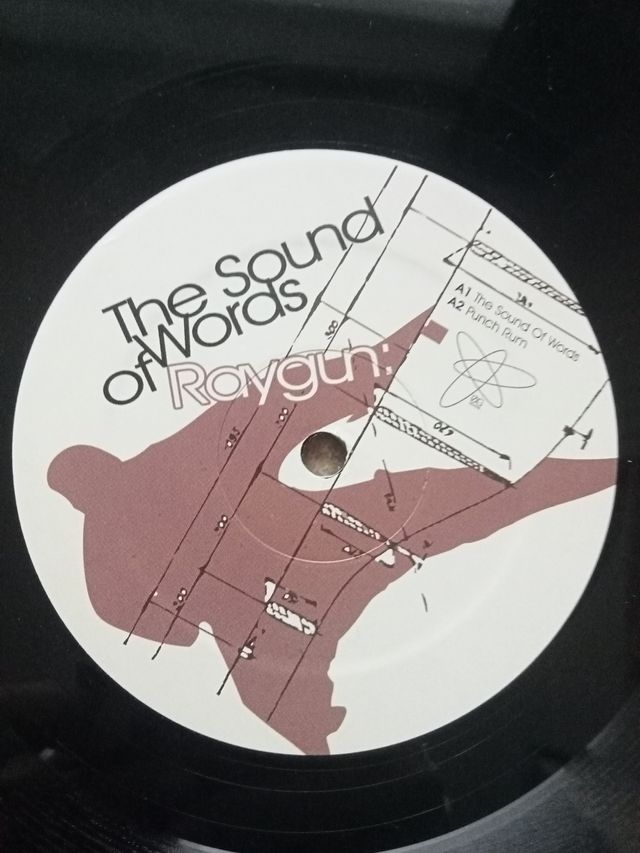 The Sound
of Words
Raygun:
A1 The Sound Of Words
A2 Punch Rum